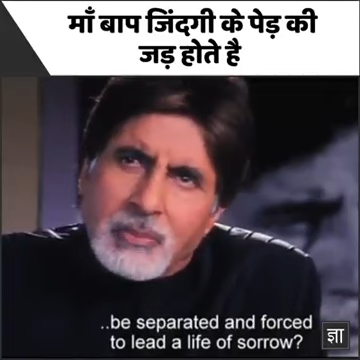 माँ बाप जिंदगी के पेड़ की
जड़ होते है
..be separated and forced
to lead a life of sorrow?
ज्ञा